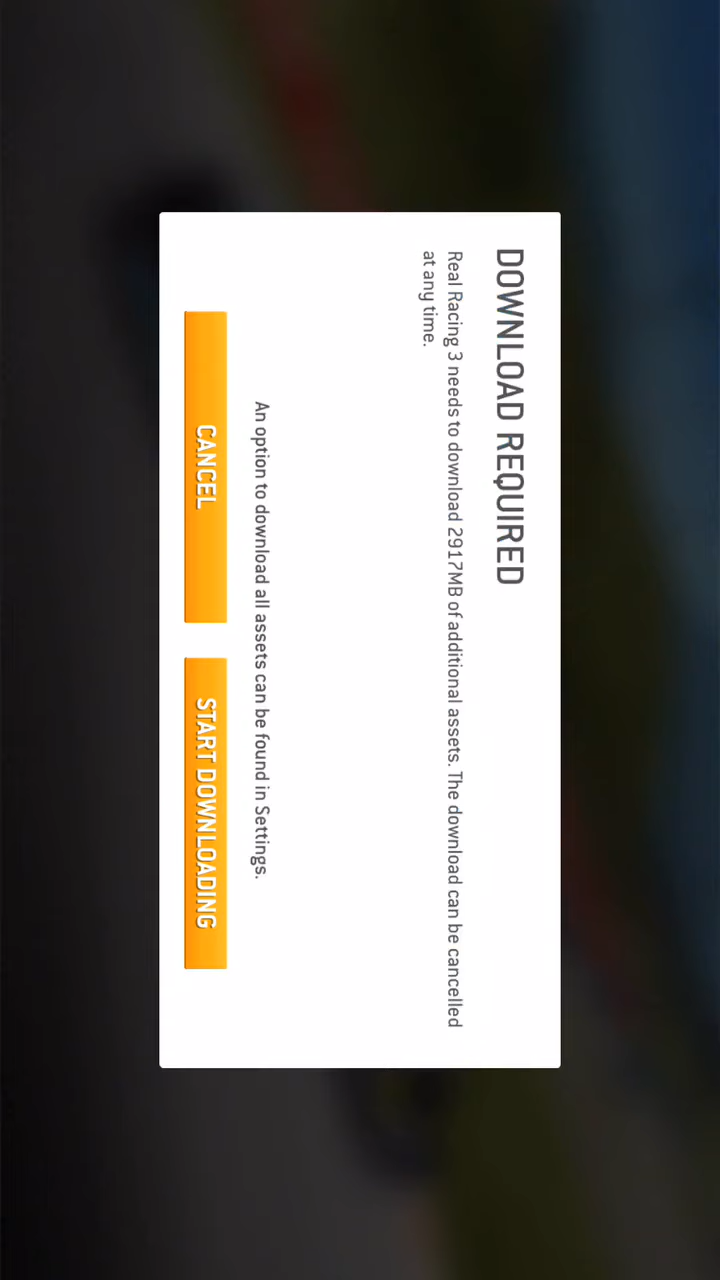 DOWNLOAD REQUIRED
Real Racing 3 needs to download 2917MB of additional assets. The download can be cancelled
at any time.
An option to download all assets can be found in Settings.
CANCEL
START DOWNLOADING